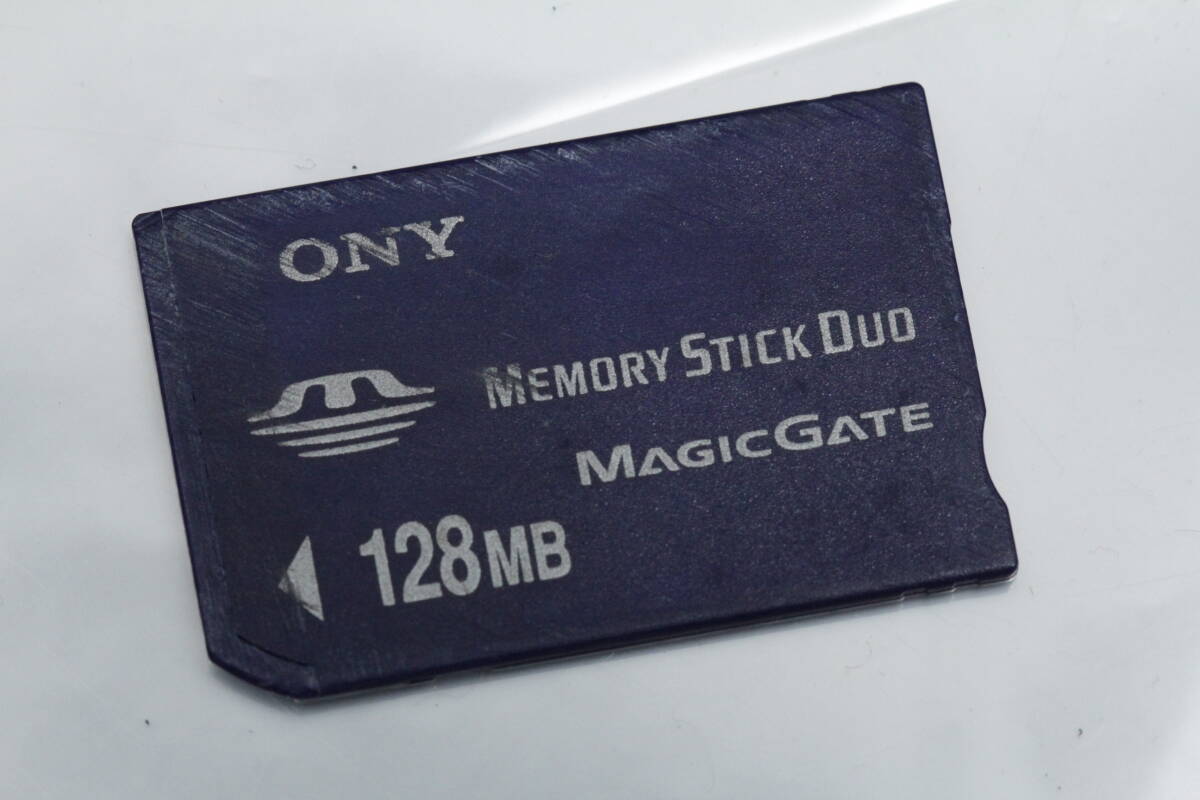 ONY
MEMORY STICK DUO
MAGICGATE
128MB